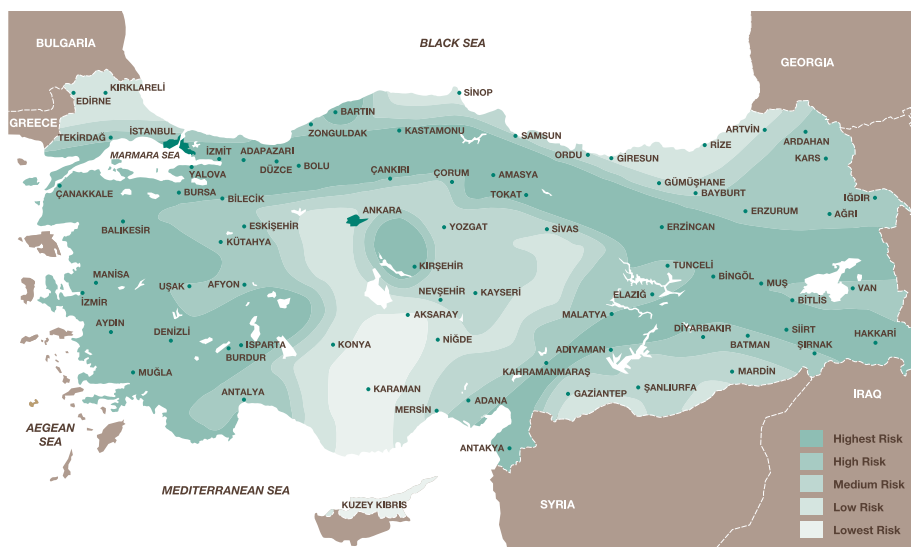 BULGARİA
BLACK SEA
GEORGIA
KIRKLARELİ
EDİRNE
SİNOP
GREECE
BARTIN
TEKİRDAĞ
İSTANBUL
ZONGULDAK
KASTAMONU
SAMSUN
ARTVİN
ARDAHAN
MARMARA SEA
İZMİT
ADAPAZARI
DÜZCE
BOLU
ORDU
GİRESUN
RİZE
KARS
YALOVA
ÇANKIRI
ÇORUM
AMASYA
GÜMÜŞHANE
ÇANAKKALE
BURSA
BİLECİK
TOKAT
BAYBURT
IĞDIR
ANKARA
ERZURUM
AĞRI
BALIKESİR
ESKİŞEHİR
KÜTAHYA
YOZGAT
SİVAS
ERZİNCAN
KIRŞEHİR
TUNCELİ
MANİSA
UŞAK
AFYON
BİNGÖL
MUŞ
VAN
İZMİR
NEVŞEHİR
KAYSERİ
ELAZIĞ
BİTLİS
AKSARAY
MALATYA
AYDIN
DENİZLİ
DİYARBAKIR
SİİRT
HAKKARİ
ISPARTA
KONYA
NİĞDE
BATMAN
BURDUR
ADIYAMAN
ŞIRNAK
MUĞLA
KAHRAMANMARAŞ
MARDİN
ANTALYA
KARAMAN
GAZİANTEP
ŞANLIURFA
ADANA
MERSİN
IRAQ
AEGEAN
SEA
ANTAKYA
Highest Risk
High Risk
MEDITERRANEAN SEA
Medium Risk
KUZEY KIBRIS
SYRIA
Low Risk
Lowest Risk